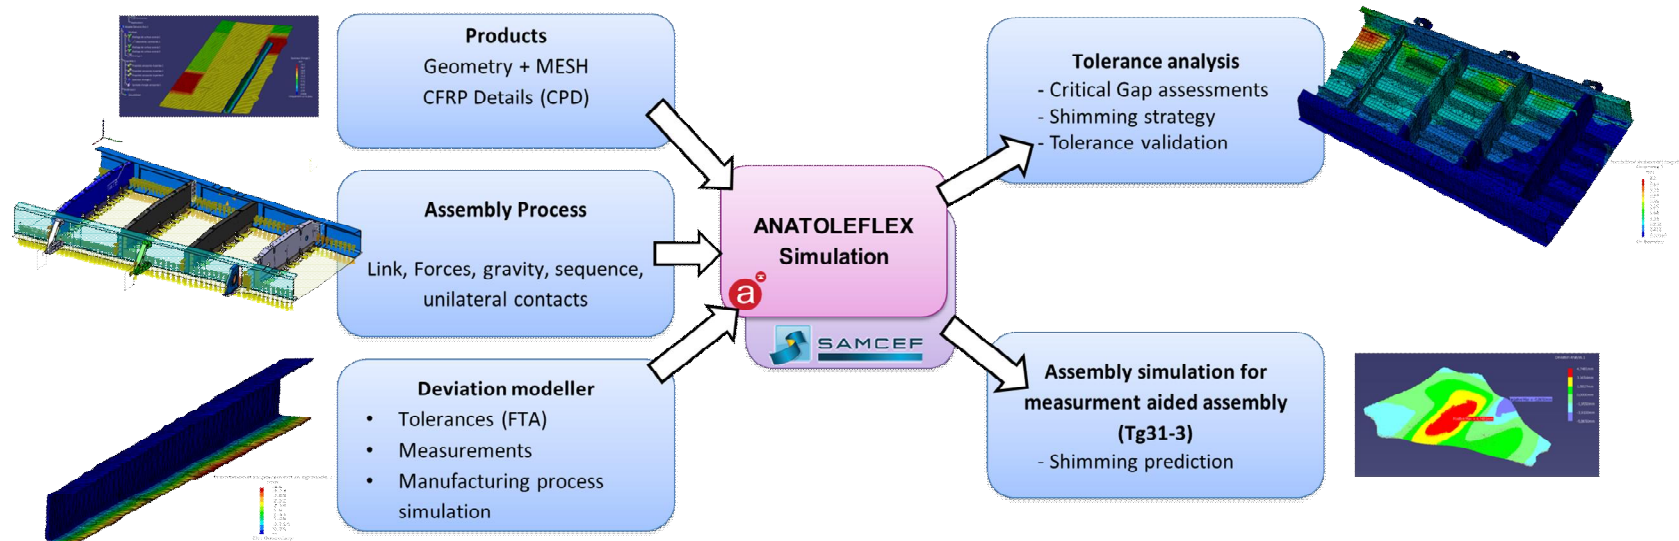 Products
Geometry + MESH
CFRP Details (CPD)
Assembly Process
Link, Forces, gravity, sequence,
unilateral contacts
Deviation modeller
• Tolerances (FTA)
• Measurements
• Manufacturing process
simulation
ANATOLEFLEX
Simulation
a
SAMCEF
Tolerance analysis
- Critical Gap assessments
- Shimming strategy
- Tolerance validation
Assembly simulation for
measurment aided assembly
(Tg31-3)
- Shimming prediction